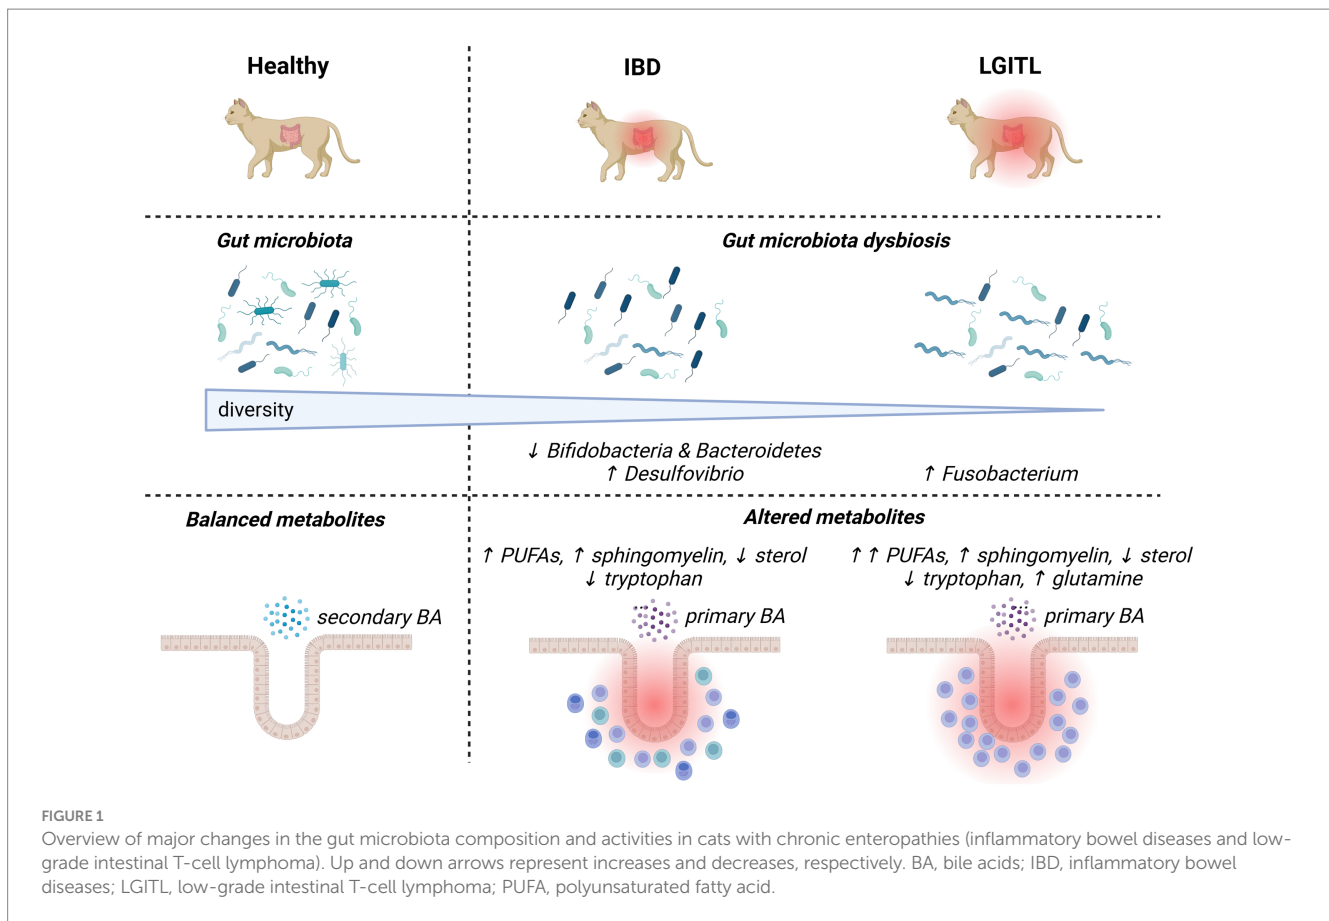 Healthy
IBD
LGITL
Gut microbiota
Gut microbiota dysbiosis
diversity
↓ Bifidobacteria & Bacteroidetes
↑ Desulfovibrio
↑ Fusobacterium
Balanced metabolites
Altered metabolites
↑ PUFAs, ↑ sphingomyelin, ↓ sterol
↓ tryptophan
↑ ↑ PUFAs, ↑ sphingomyelin, ↓ sterol
↓ tryptophan, ↑ glutamine
secondary BA
primary BA
primary BA
FIGURE 1
Overview of major changes in the gut microbiota composition and activities in cats with chronic enteropathies (inflammatory bowel diseases and low-
grade intestinal T-cell lymphoma). Up and down arrows represent increases and decreases, respectively. BA, bile acids; IBD, inflammatory bowel
diseases; LGITL, low-grade intestinal T-cell lymphoma; PUFA, polyunsaturated fatty acid.